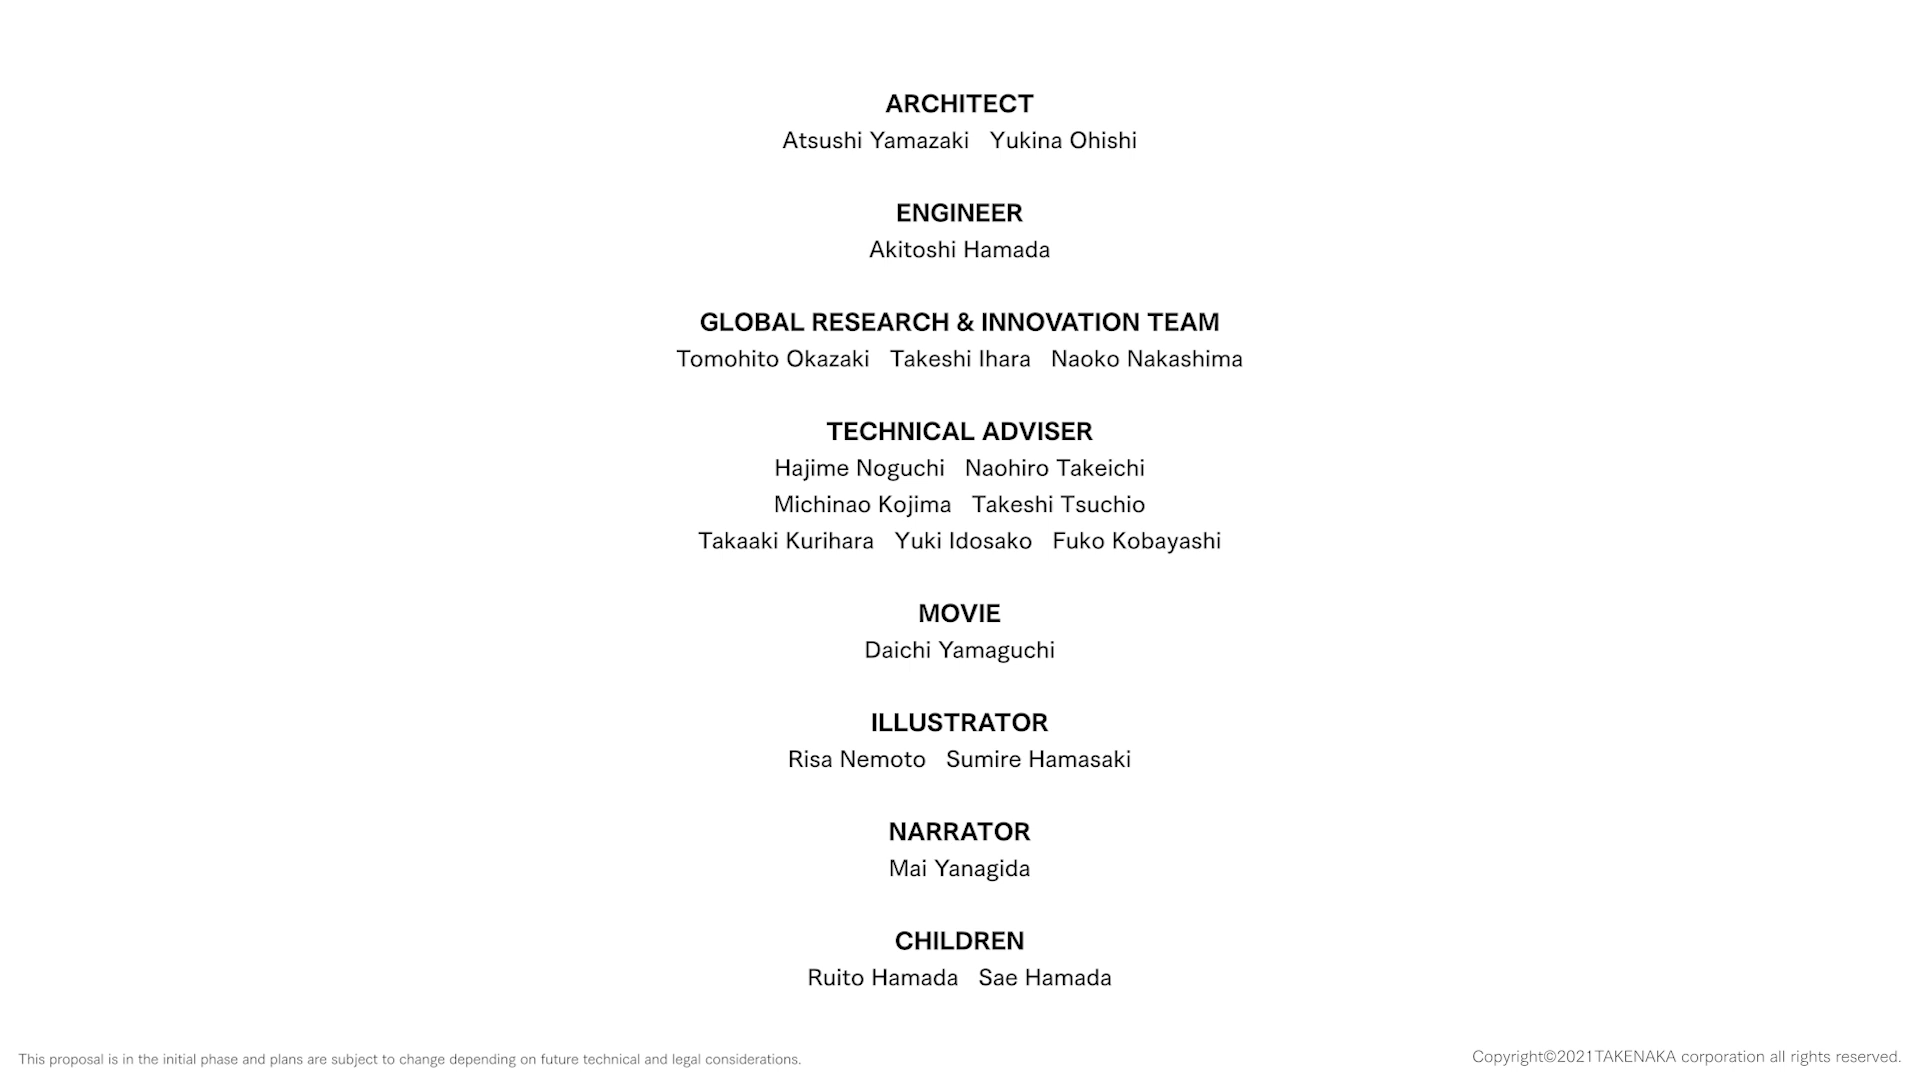 ARCHITECT
Atsushi Yamazaki Yukina Ohishi
ENGINEER
Akitoshi Hamada
GLOBAL RESEARCH & INNOVATION TEAM
Tomohito Okazaki Takeshi Ihara Naoko Nakashima
TECHNICAL ADVISER
Hajime Noguchi Naohiro Takeichi
Michinao Kojima Takeshi Tsuchio
Takaaki Kurihara Yuki Idosako Fuko Kobayashi
MOVIE
Daichi Yamaguchi
ILLUSTRATOR
Risa Nemoto Sumire Hamasaki
NARRATOR
Mai Yanagida
CHILDREN
Ruito Hamada Sae Hamada
This proposal is in the initial phase and plans are subject to change depending on future technical and legal considerations.
Copyright©2021TAKENAKA corporation all rights reserved.